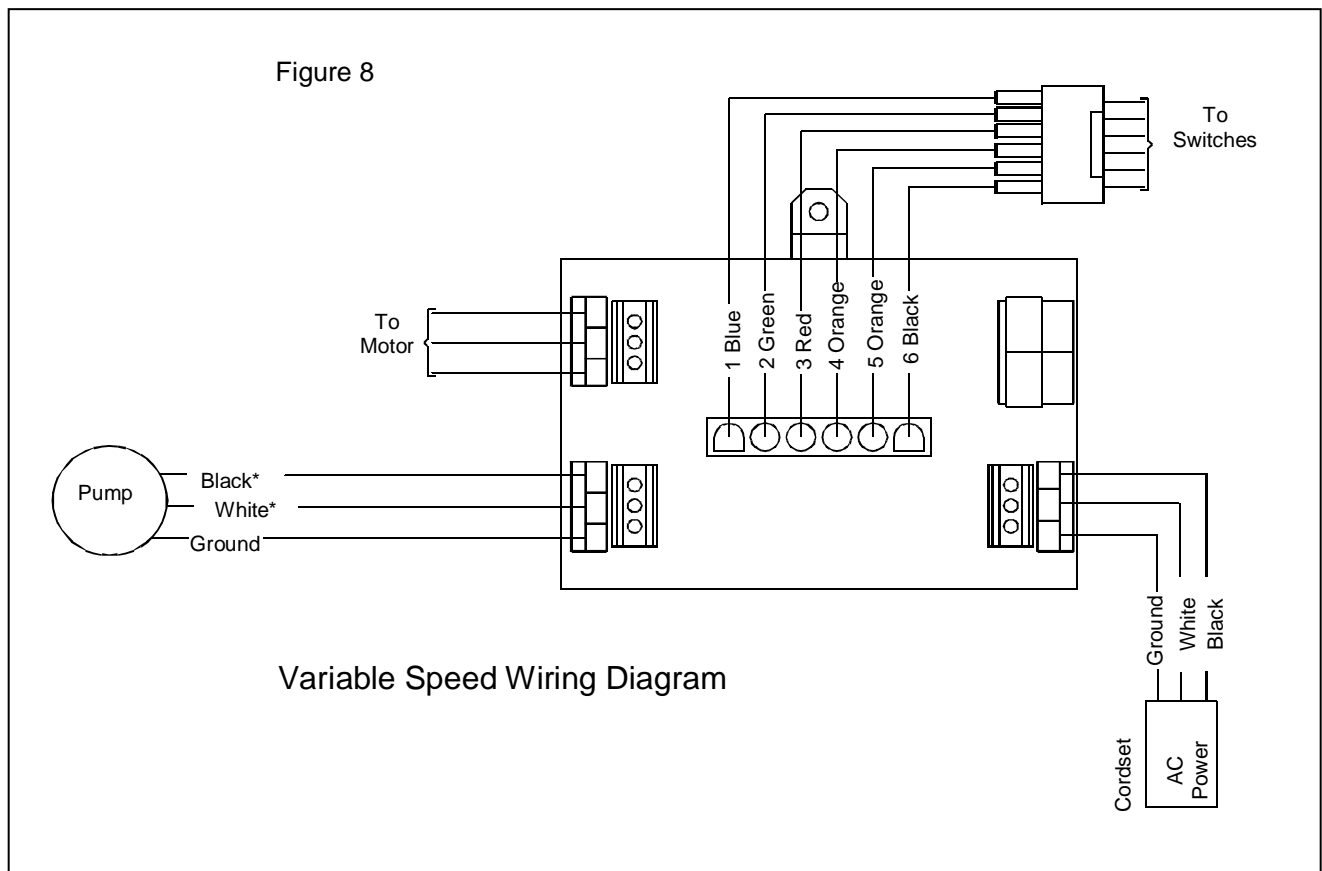 Figure 8
To
Switches
1 Blue
2 Green
3 Red
4 Orange
5 Orange
6 Black
To
Motor
Pump
Black*
White*
Ground
Ground
White
Black
Variable Speed Wiring Diagram
Cordset
AC
Power